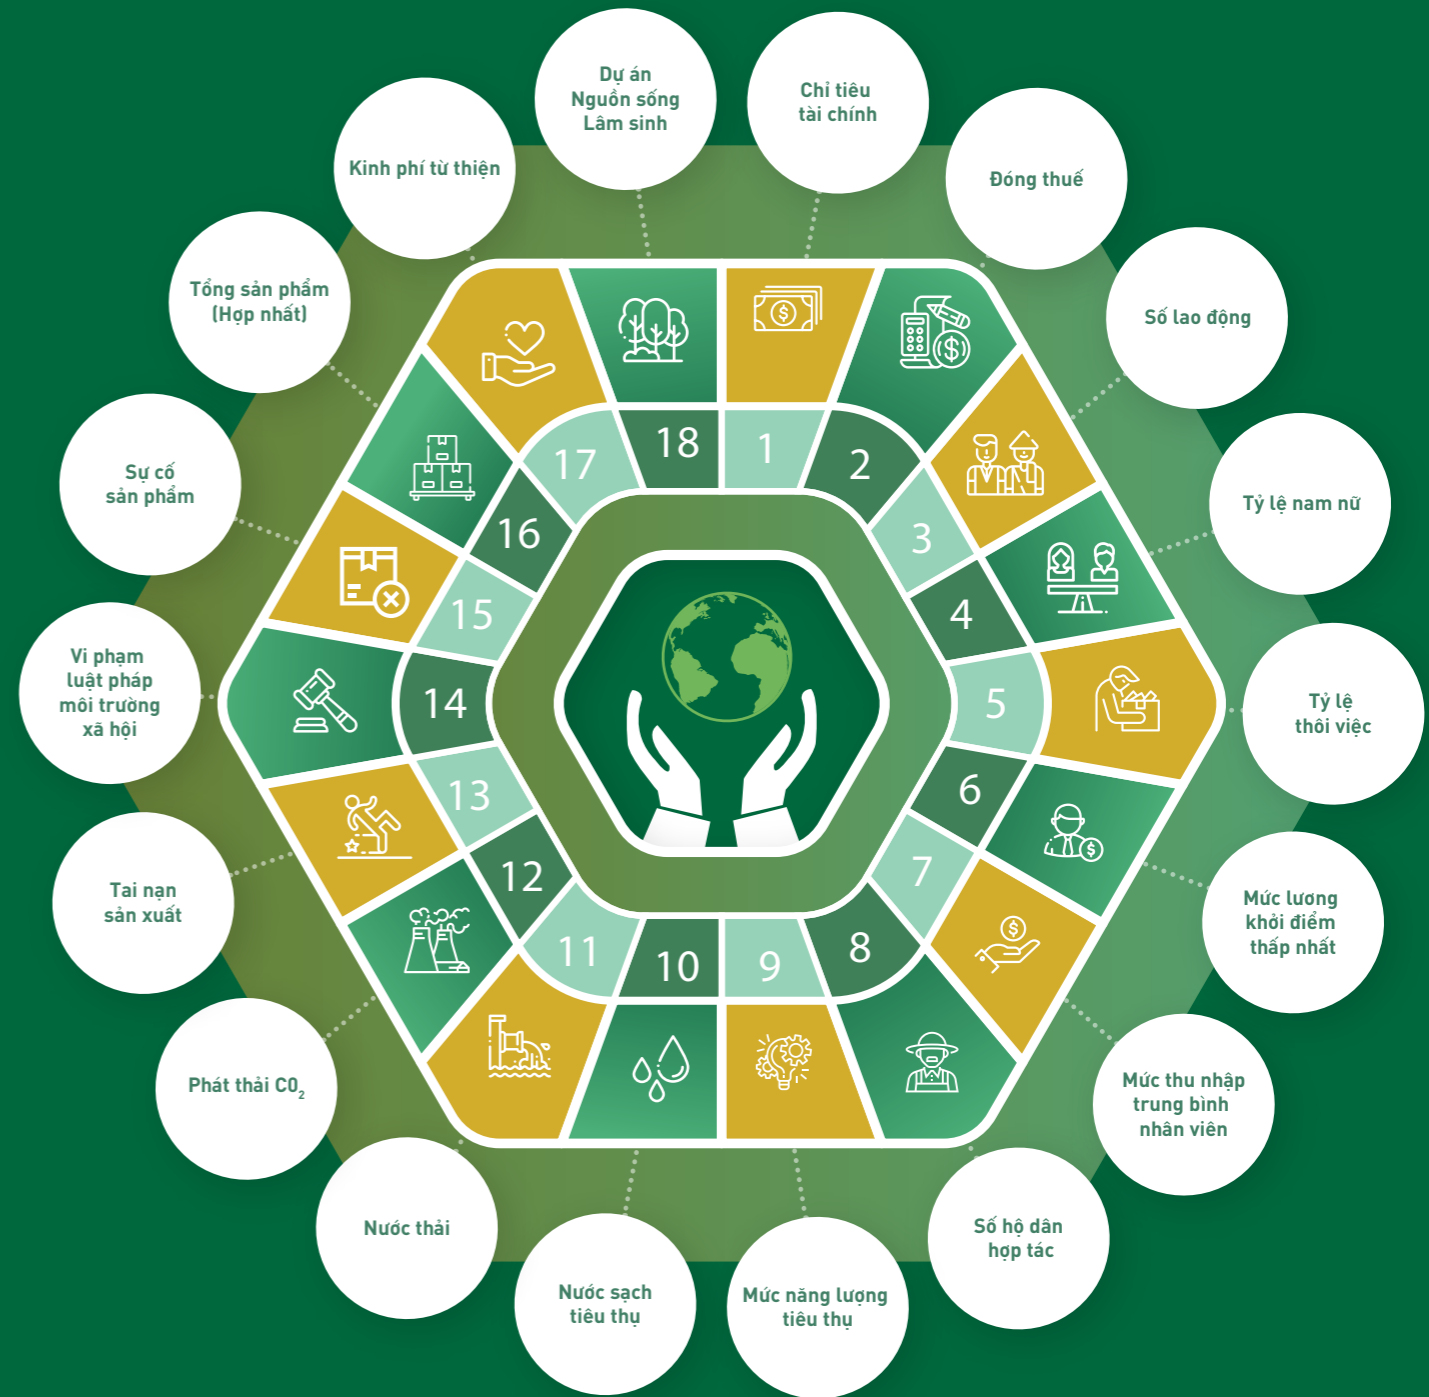 Dự án
Nguồn sống
Lâm sinh
Chỉ tiêu
tài chính
Đóng thuế
Số lao động
Tỷ lệ nam nữ
Tỷ lệ
thôi việc
Mức lương
khởi điểm
thấp nhất
Mức thu nhập
trung bình
nhân viên
Số hộ dân
hợp tác
Mức năng lượng
tiêu thụ
Nước sạch
tiêu thụ
Nước thải
Phát thải CO₂
Tai nạn
sản xuất
Vi phạm
luật pháp
môi trường
xã hội
Sự cố
sản phẩm
Tổng sản phẩm
(Hợp nhất)
Kinh phí từ thiện
1
2
3
4
5
6
7
8
9
10
11
12
13
14
15
16
17
18